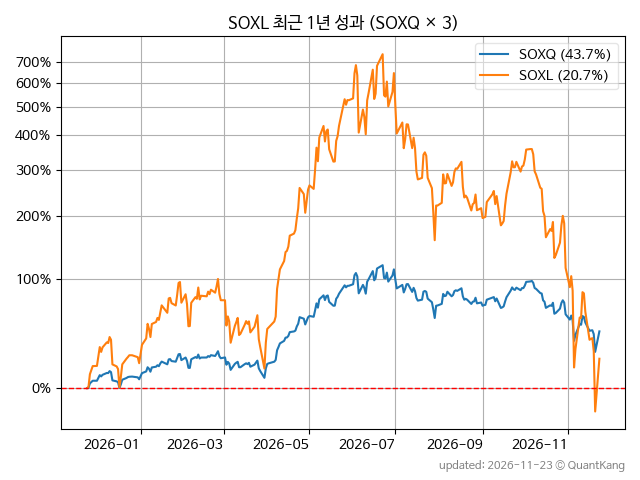 SOXL 최근 1년 성과 (SOXQ × 3)
SOXQ (43.7%)
SOXL (20.7%)
700%
600%
500%
400%
300%
200%
100%
0%
2026-01 2026-03 2026-05 2026-07 2026-09 2026-11
updated: 2026-11-23 ⓒ QuantKang